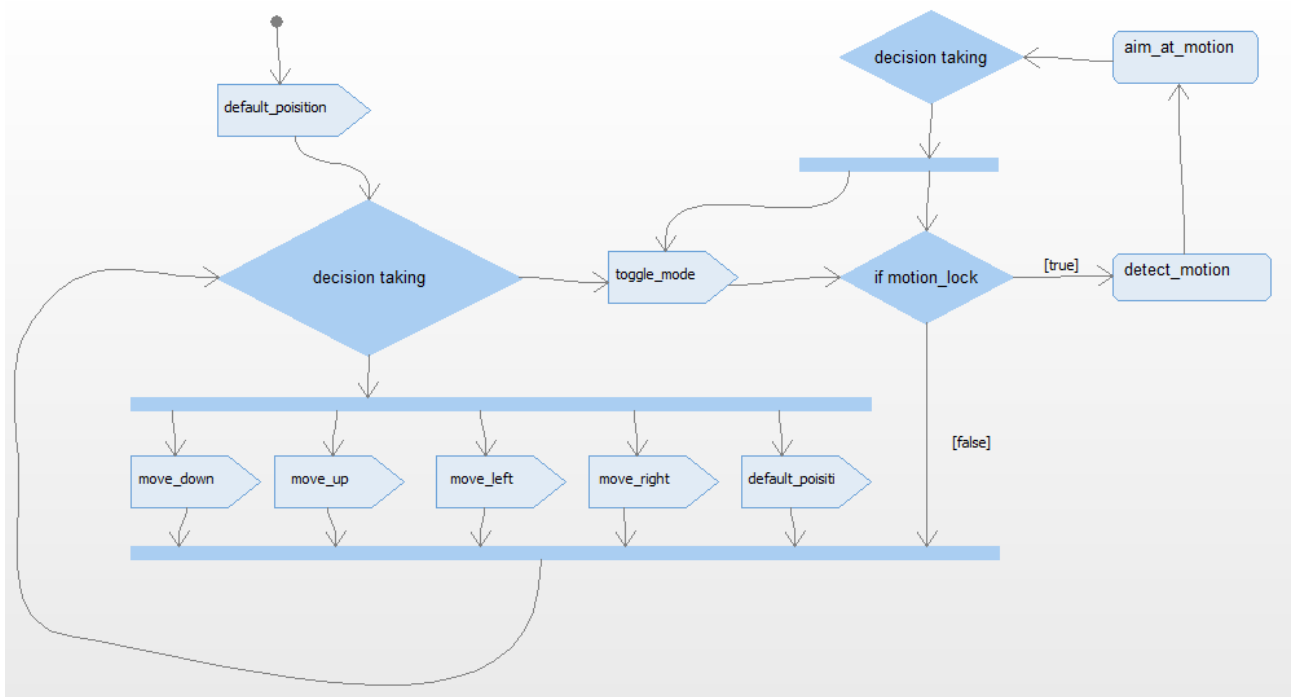 decision taking
aim_at_motion
default_poisition
decision taking
toggle_mode
if motion_lock
[true]
detect_motion
[false]
move_down
move_up
move_left
move_right
default_poisiti